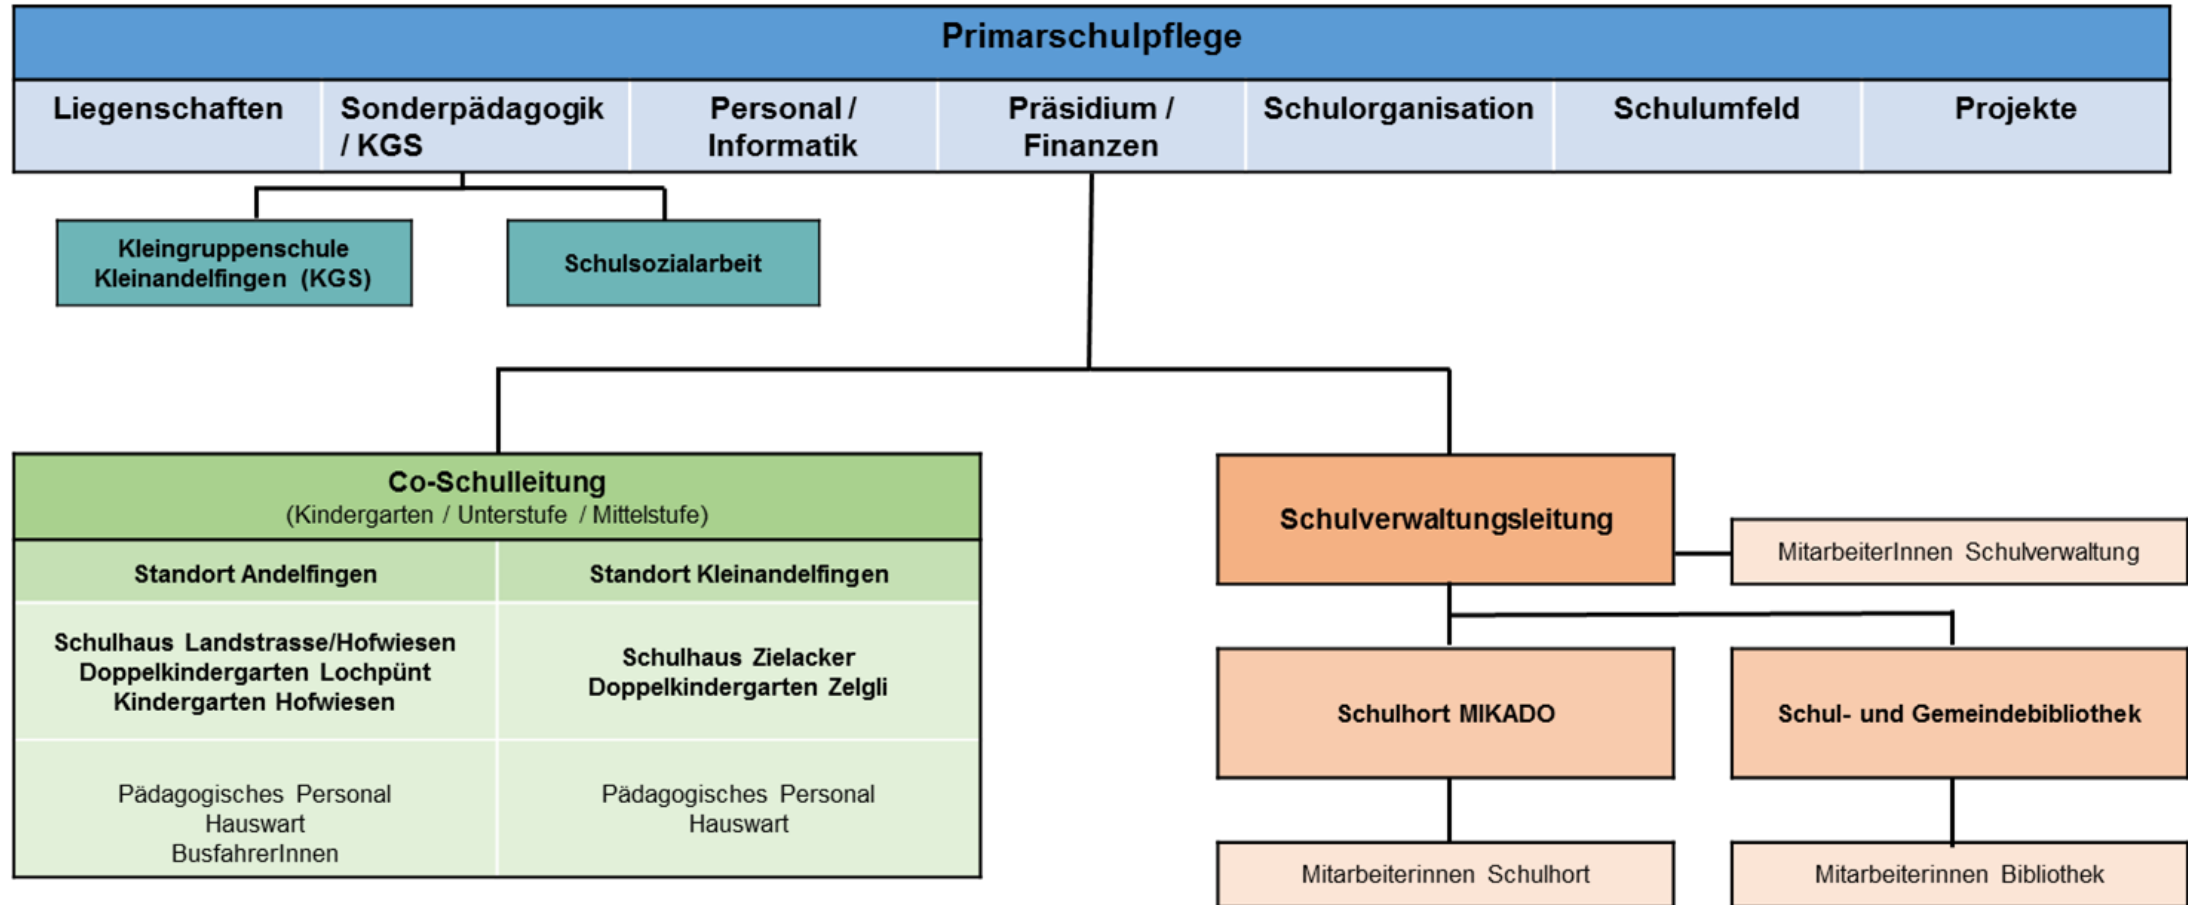 Primarschulpflege
Liegenschaften
Sonderpädagogik
/ KGS
Personal /
Informatik
Präsidium /
Finanzen
Schulorganisation
Schulumfeld
Projekte
Kleingruppenschule
Kleinandelfingen (KGS)
Schulsozialarbeit
Co-Schulleitung
(Kindergarten / Unterstufe / Mittelstufe)
Standort Andelfingen
Standort Kleinandelfingen
Schulhaus Landstrasse/Hofwiesen
Doppelkindergarten Lochpünt
Kindergarten Hofwiesen
Schulhaus Zielacker
Doppelkindergarten Zelgli
Pädagogisches Personal
Hauswart
BusfahrerInnen
Pädagogisches Personal
Hauswart
Schulverwaltungsleitung
MitarbeiterInnen Schulverwaltung
Schulhort MIKADO
Schul- und Gemeindebibliothek
Mitarbeiterinnen Schulhort
Mitarbeiterinnen Bibliothek